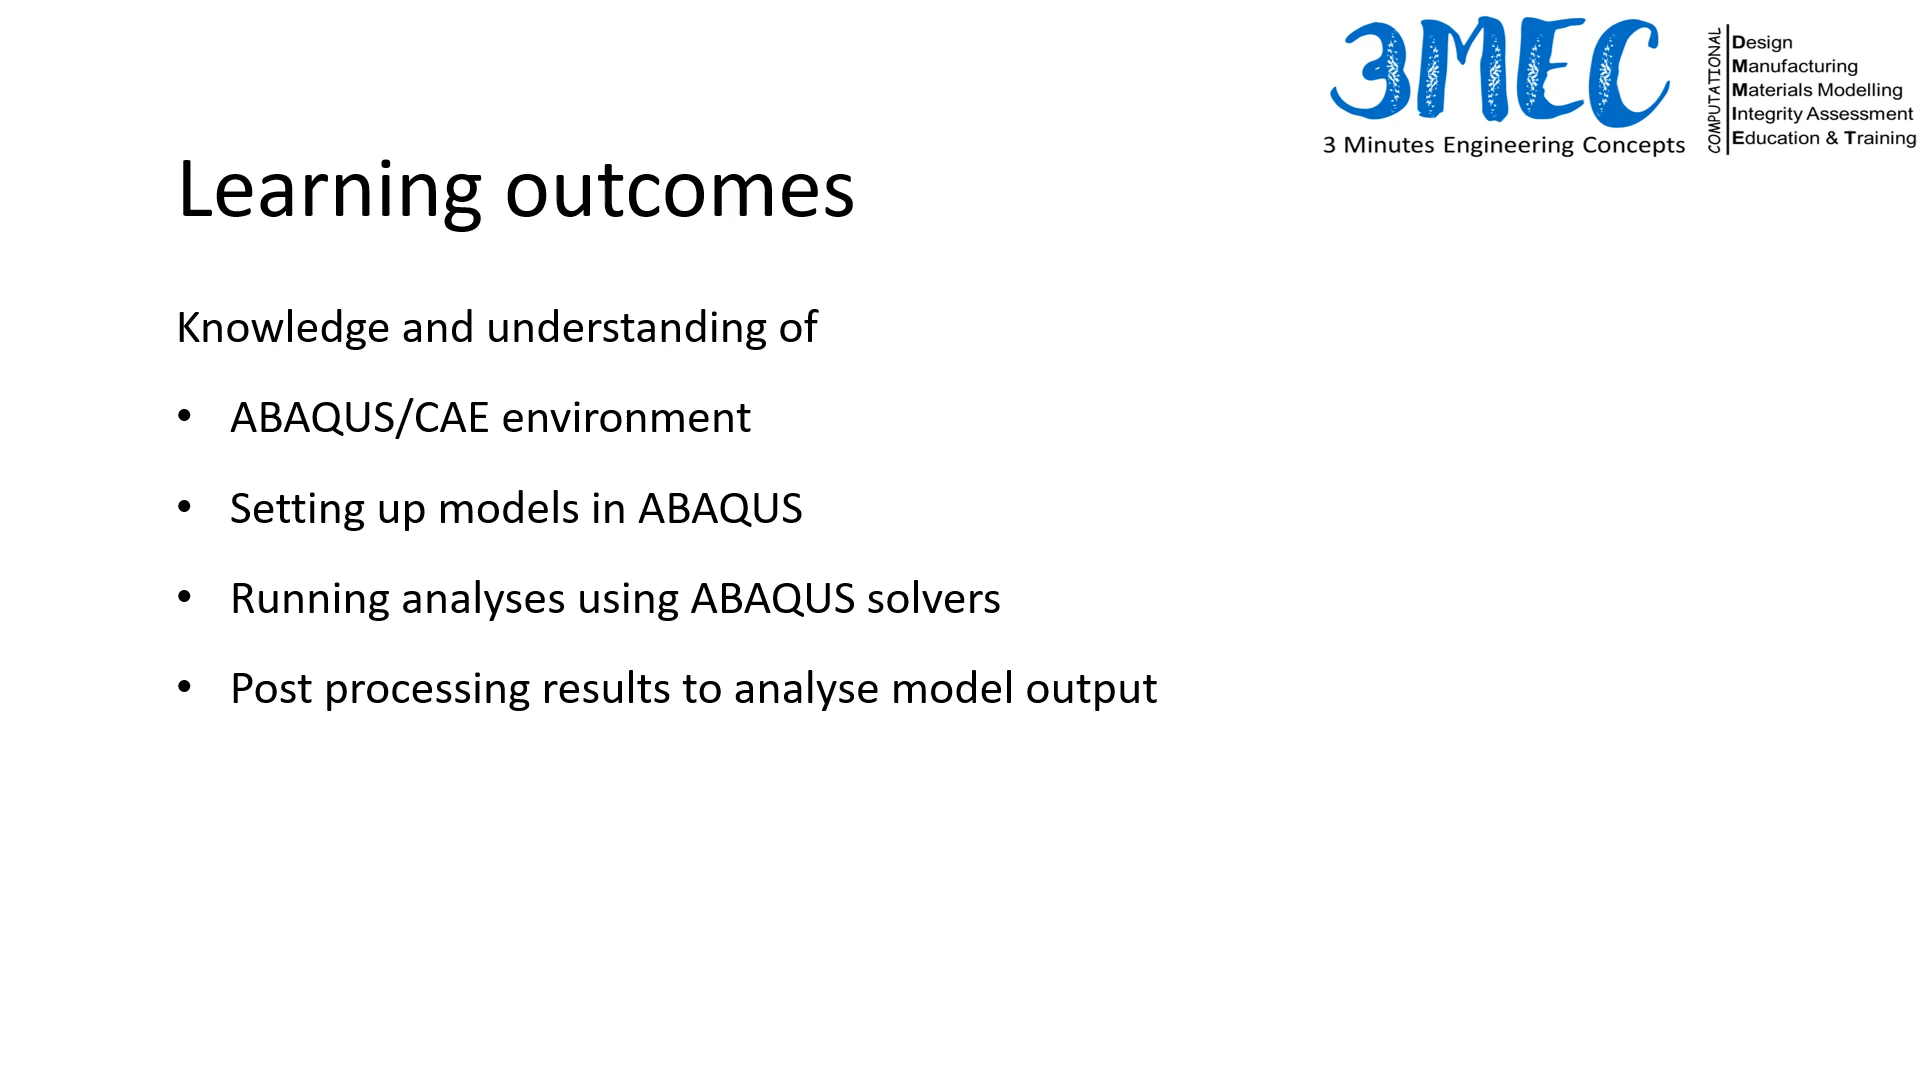 3MEC
3 Minutes Engineering Concepts
COMPUTATIONAL
Design
Manufacturing
Materials Modelling
Integrity Assessment
Education & Training
Learning outcomes
Knowledge and understanding of
• ABAQUS/CAE environment
• Setting up models in ABAQUS
• Running analyses using ABAQUS solvers
• Post processing results to analyse model output